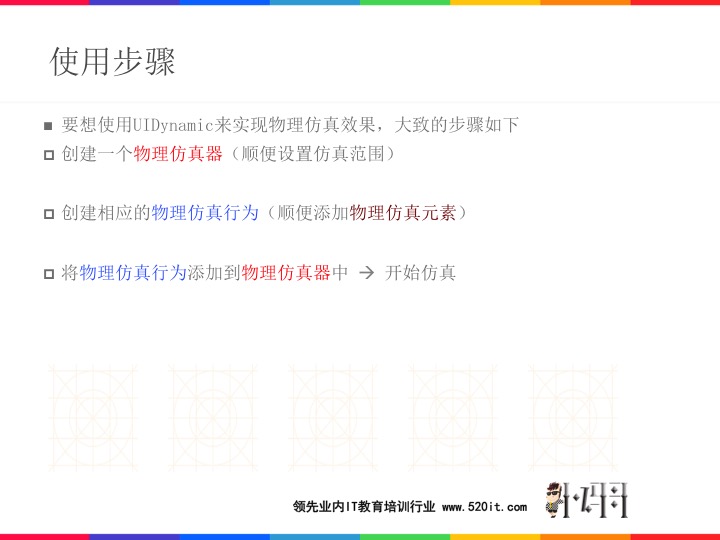 使用步骤
要想使用UIDynamic来实现物理仿真效果，大致的步骤如下
创建一个物理仿真器（顺便设置仿真范围）
创建相应的物理仿真行为（顺便添加物理仿真元素）
将物理仿真行为添加到物理仿真器中 → 开始仿真
领先业内IT教育培训行业 www.520it.com
小码哥